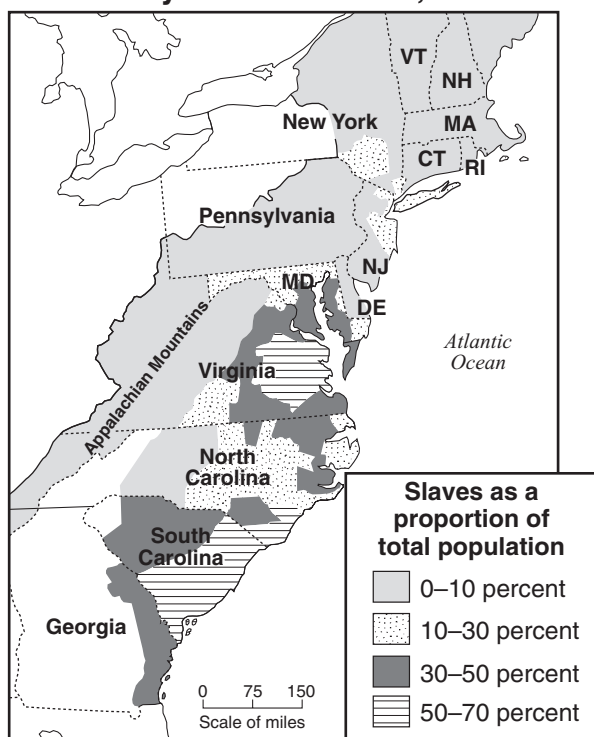 VT
NH
New York
MA
CT
RI
Pennsylvania
NJ
MD
DE
Appalachian Mountains
Atlantic
Ocean
Virginia
North
Carolina
South
Carolina
Georgia
0 75 150
Scale of miles
Slaves as a
proportion of
total population
0–10 percent
10–30 percent
30–50 percent
50–70 percent